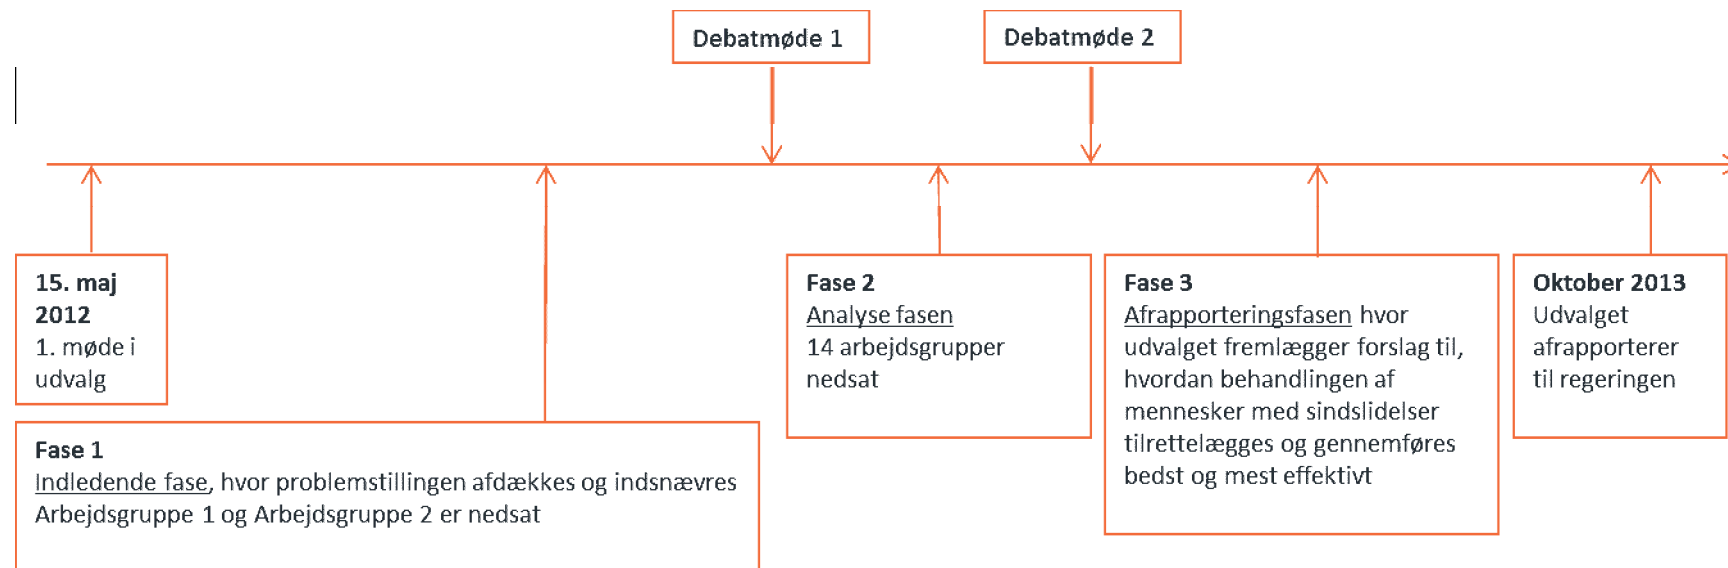 Debatmøde 1
Debatmøde 2
15. maj
2012
1. møde i
udvalg
Fase 1
Indledende fase, hvor problemstillingen afdækkes og indsnævres
Arbejdsgruppe 1 og Arbejdsgruppe 2 er nedsat
Fase 2
Analyse fasen
14 arbejdsgrupper
nedsat
Fase 3
Afrapporteringsfasen hvor
udvalget fremlægger forslag til,
hvordan behandlingen af
mennesker med sindslidelser
tilrettelægges og gennemføres
bedst og mest effektivt
Oktober 2013
Udvalget
afrapporterer
til regeringen